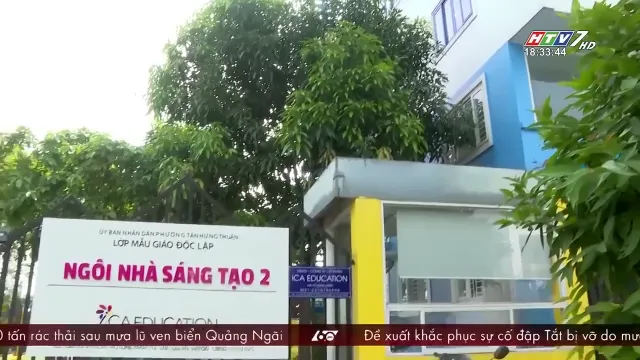 HTV7 HD
18:33:44
ỦY BAN NHÂN DÂN PHƯỜNG TÂN HƯNG THUẬN
LỚP MẪU GIÁO ĐỘC LẬP
NGÔI NHÀ SÁNG TẠO 2
ICA EDUCATION
iCA EDUCATION
0 tấn rác thải sau mưa lũ ven biển Quảng Ngãi
60
Đề xuất khắc phục sự cố đập Tắt bị vỡ do mư